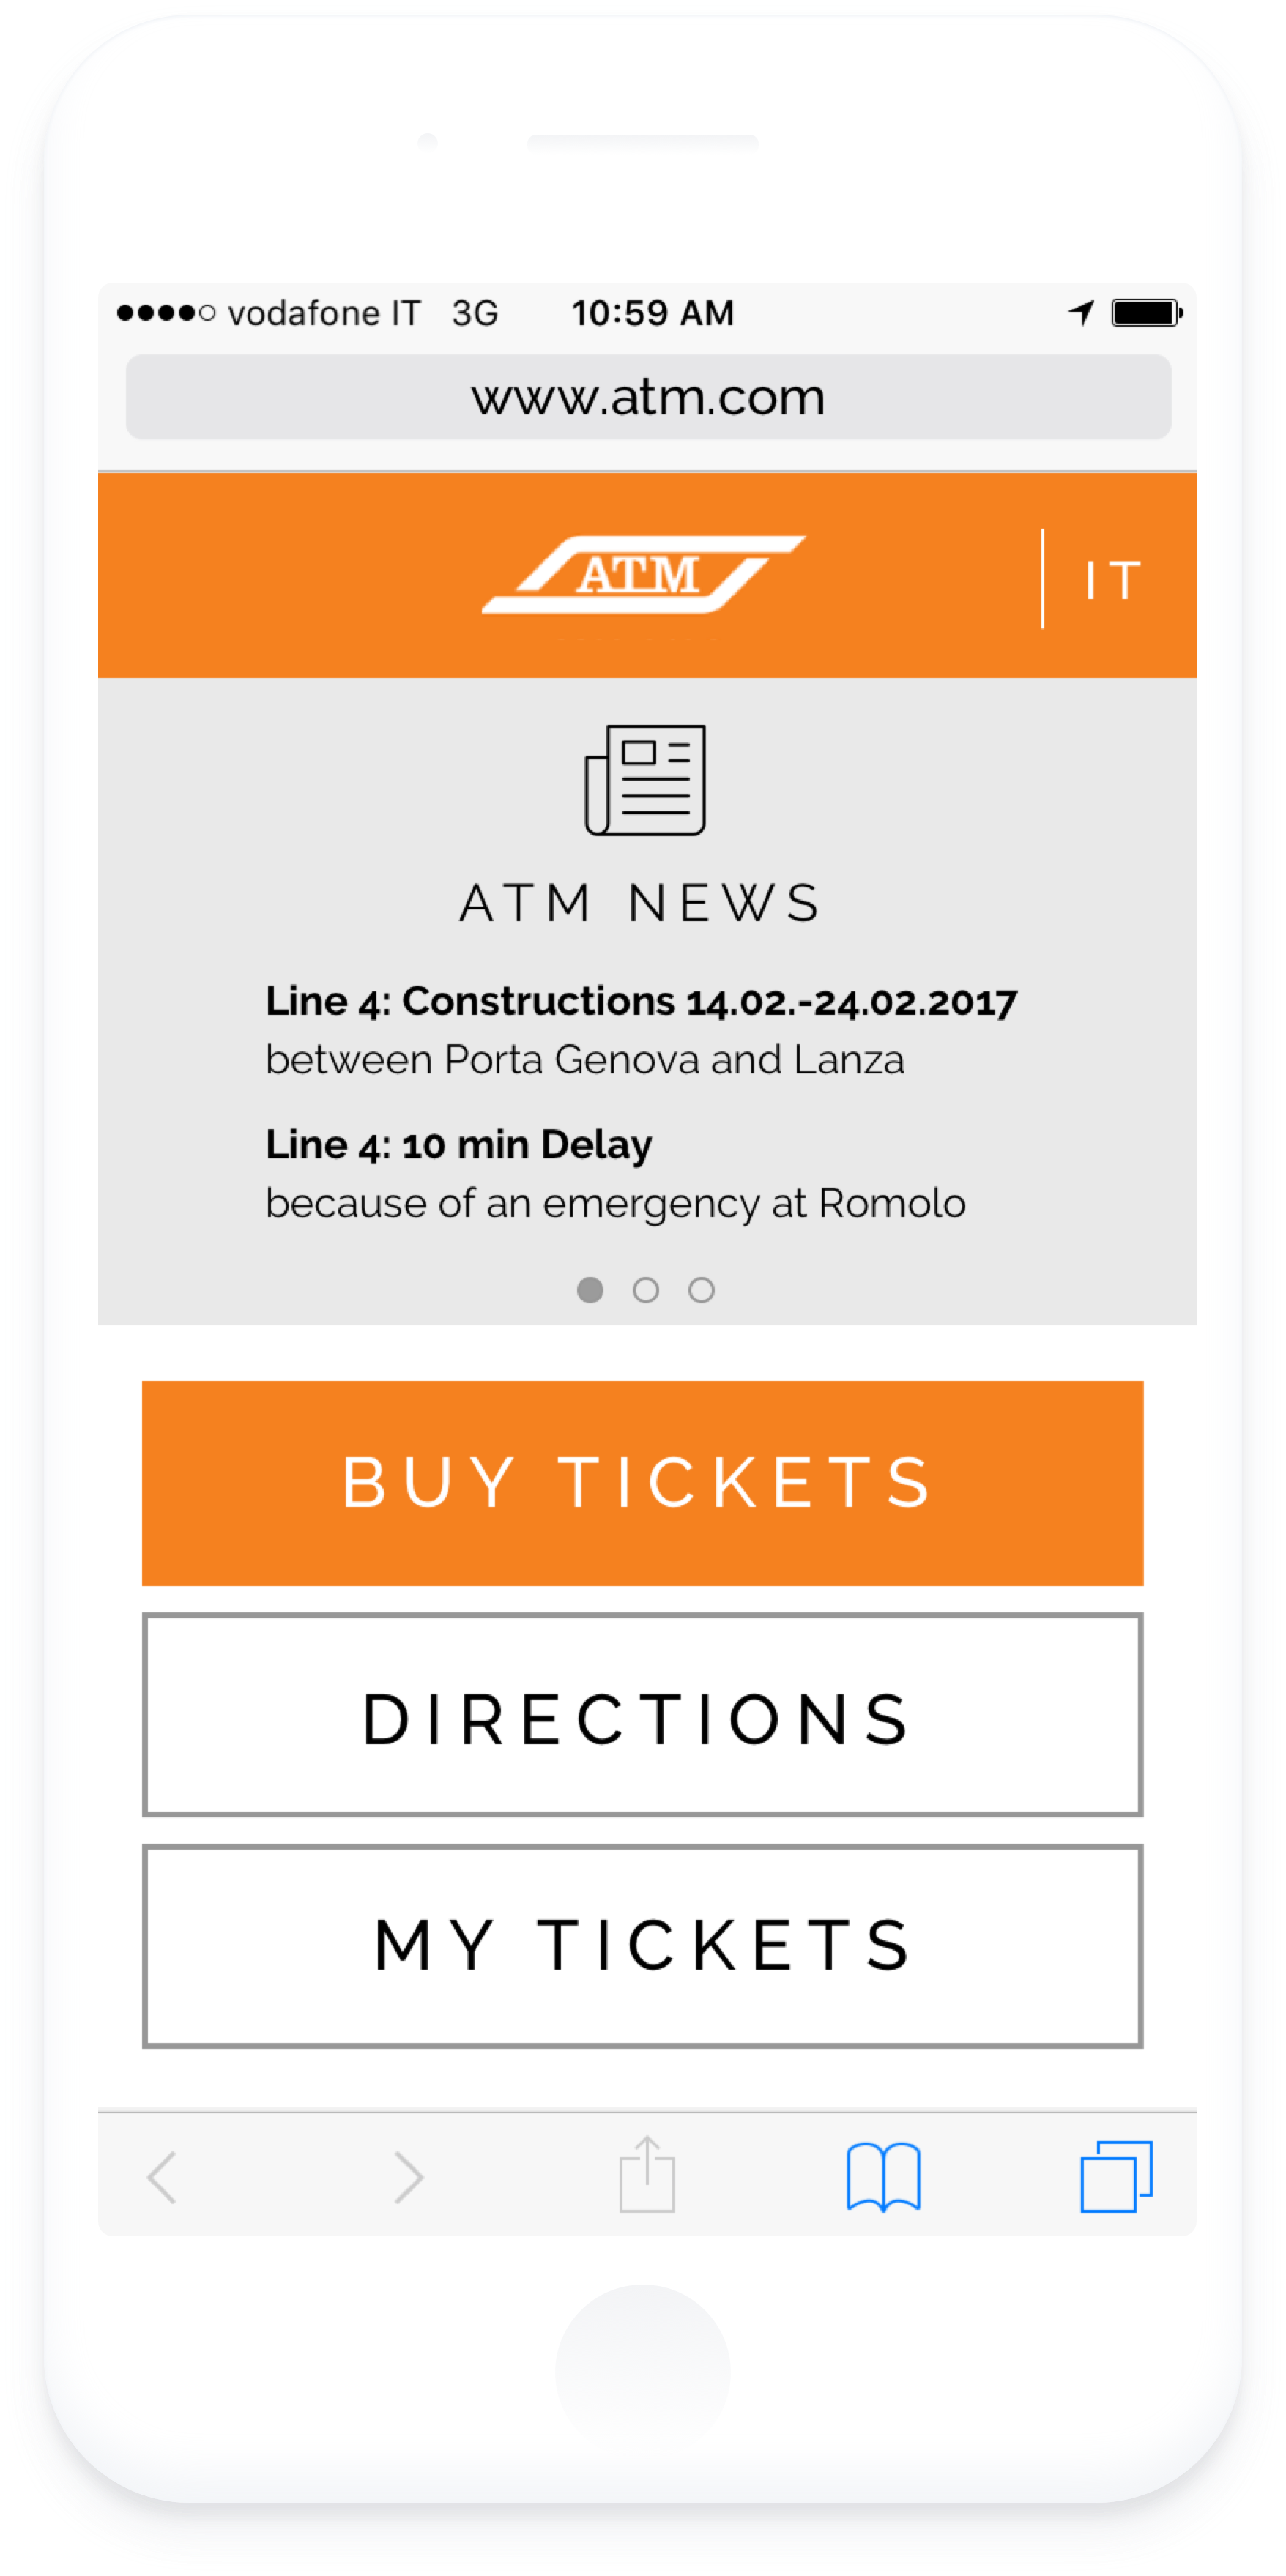 vodafone IT 3G 10:59 AM
www.atm.com
ATM
IT
ATM NEWS
Line 4: Constructions 14.02.-24.02.2017
between Porta Genova and Lanza
Line 4: 10 min Delay
because of an emergency at Romolo
BUY TICKETS
DIRECTIONS
MY TICKETS